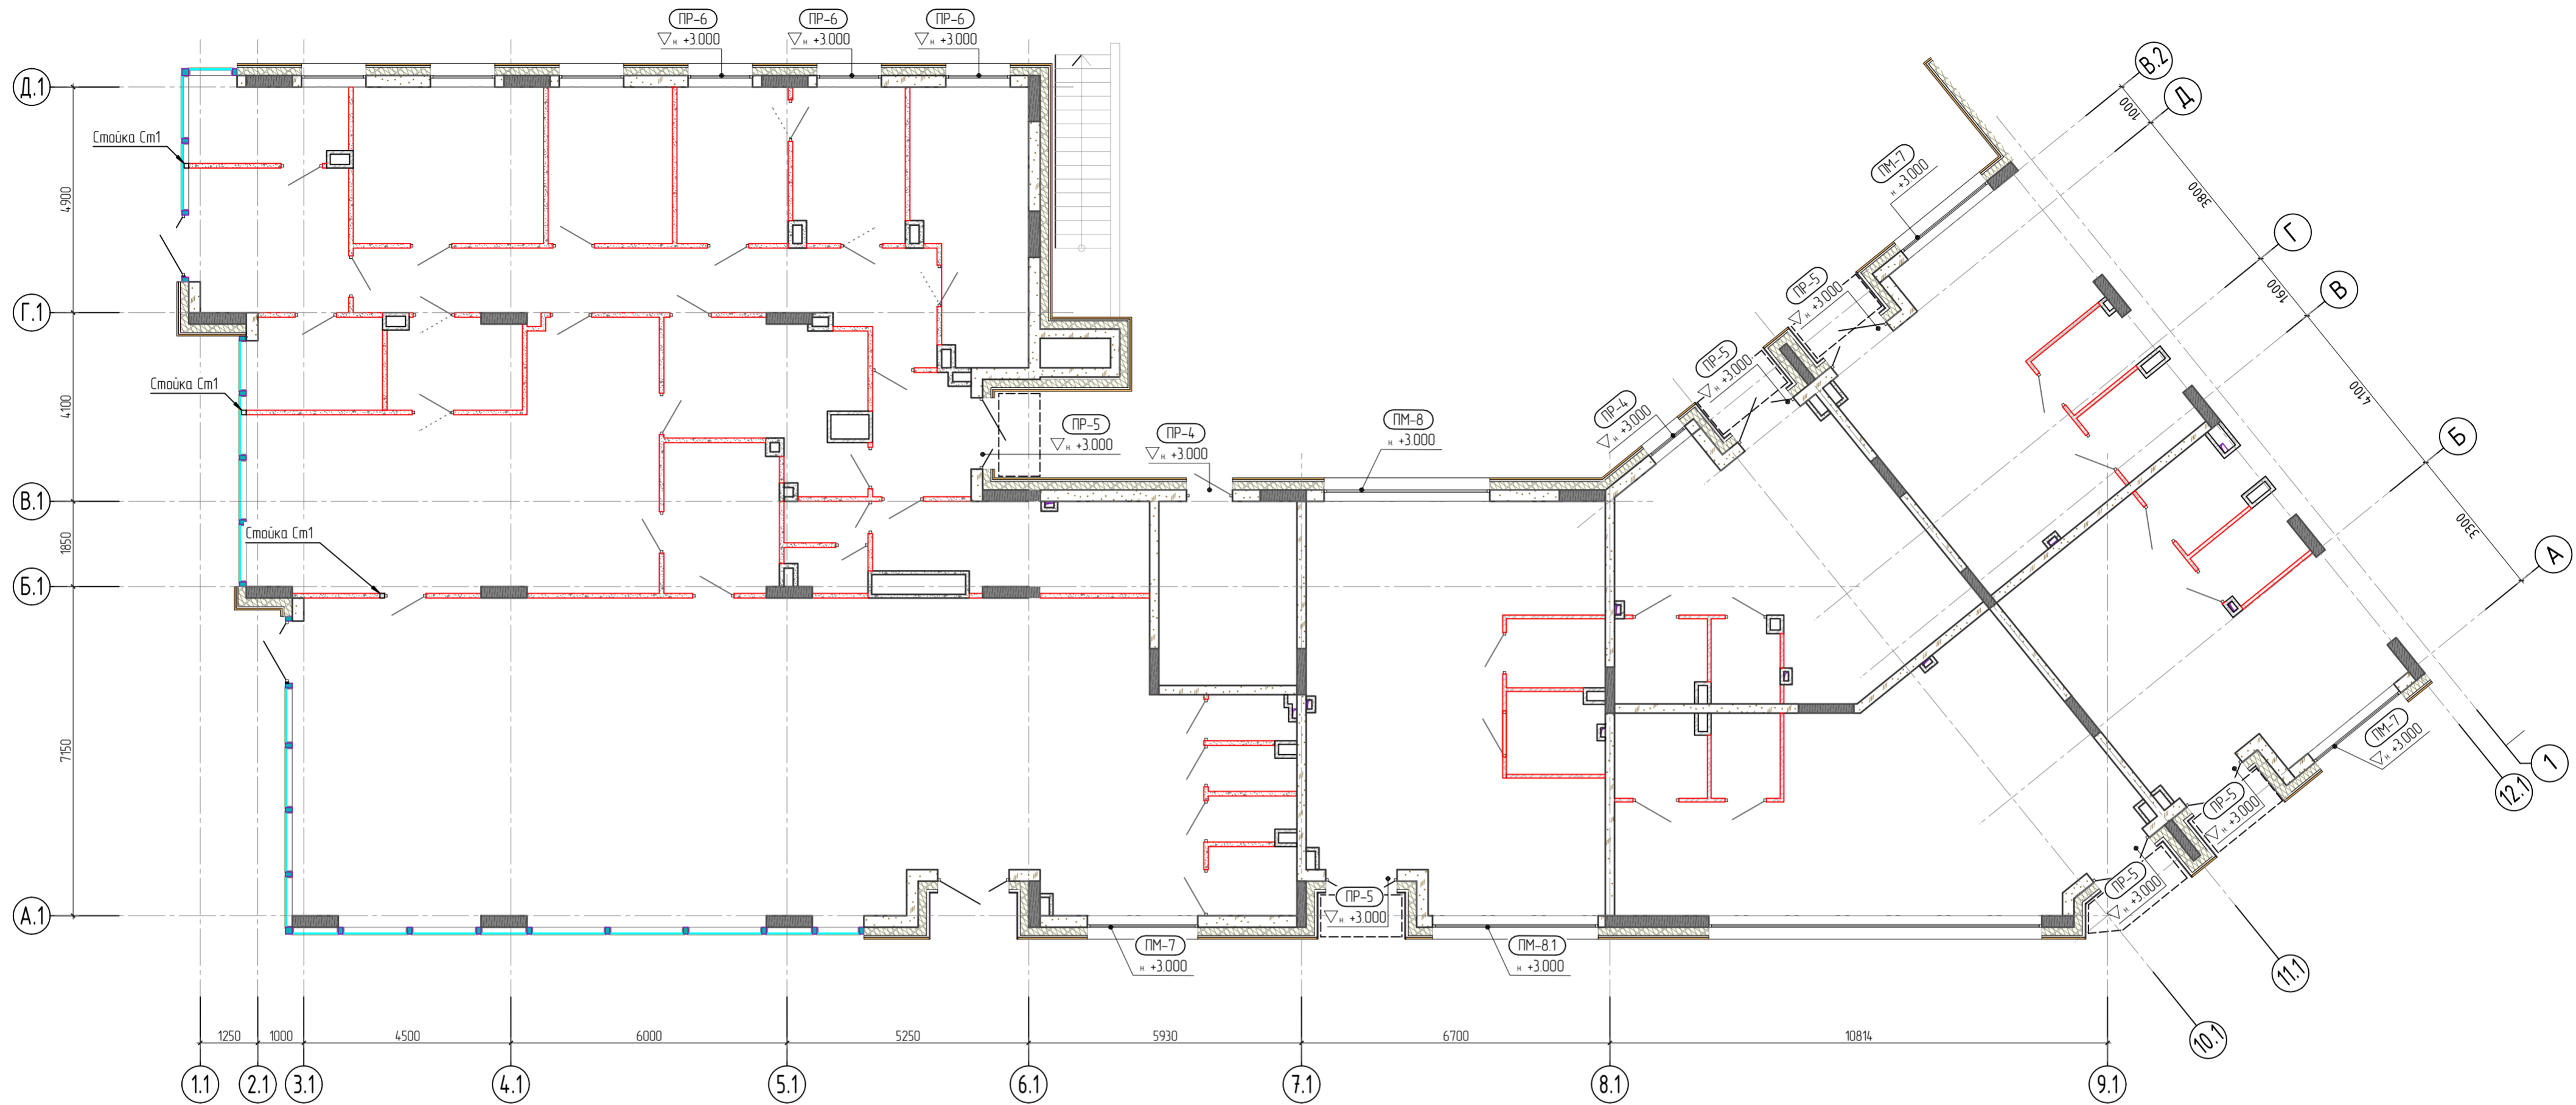 ПР-6
ПР-6
ПР-6
н +3.000
н +3.000
н +3.000
Д.1
Стойка Ст1
4900
Г.1
Стойка Ст1
4100
В.1
Стойка Ст1
1850
Б.1
7150
А.1
ПР-5
н +3.000
ПР-4
н +3.000
ПМ-8
н +3.000
ПР-4
н +3.000
ПР-5
н +3.000
ПР-5
н +3.000
ПМ-7
н +3.000
В.2
1000
Д
3800
Г
1600
В
4100
Б
3300
А
ПМ-7
н +3.000
ПР-5
н +3.000
ПР-5
н +3.000
ПР-5
н +3.000
ПМ-7
н +3.000
ПМ-8.1
н +3.000
1
12.1
11.1
10.1
1250
1000
4500
6000
5250
5930
6700
10814
1.1
2.1
3.1
4.1
5.1
6.1
7.1
8.1
9.1